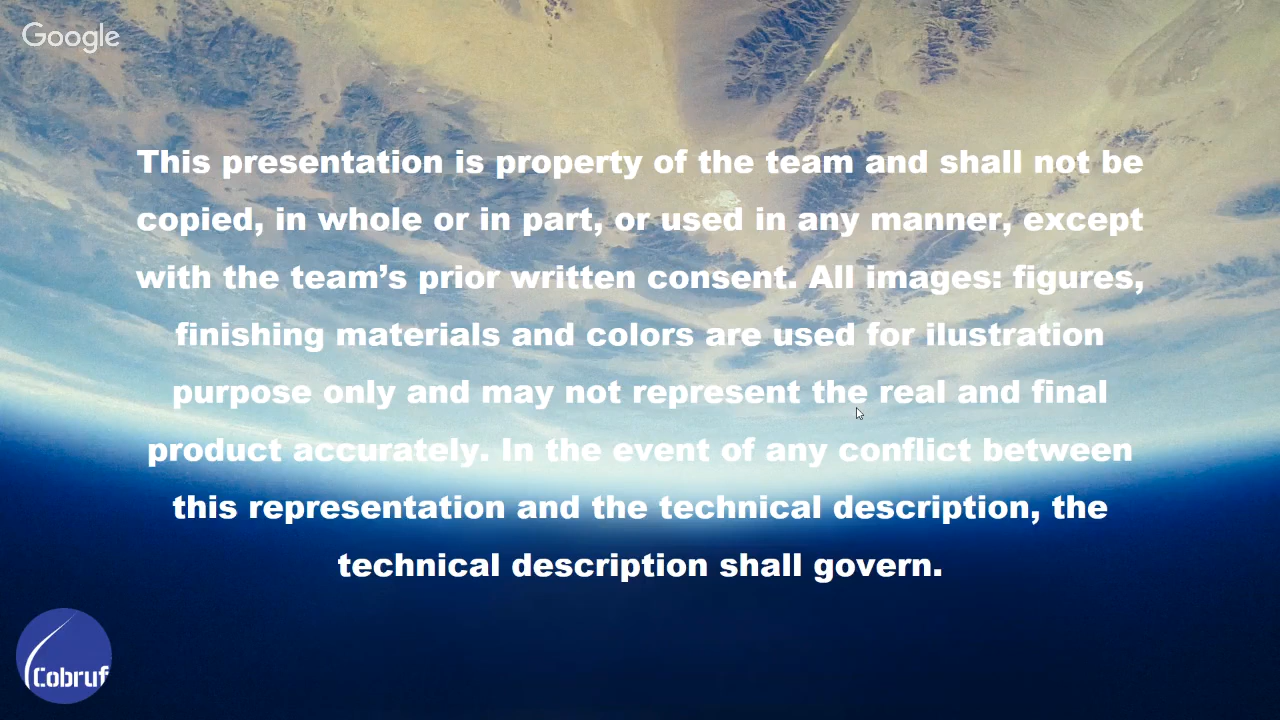 Google
This presentation is property of the team and shall not be
copied, in whole or in part, or used in any manner, except
with the team’s prior written consent. All images: figures,
finishing materials and colors are used for ilustration
purpose only and may not represent the real and final
product accurately. In the event of any conflict between
this representation and the technical description, the
technical description shall govern.
Cobruf